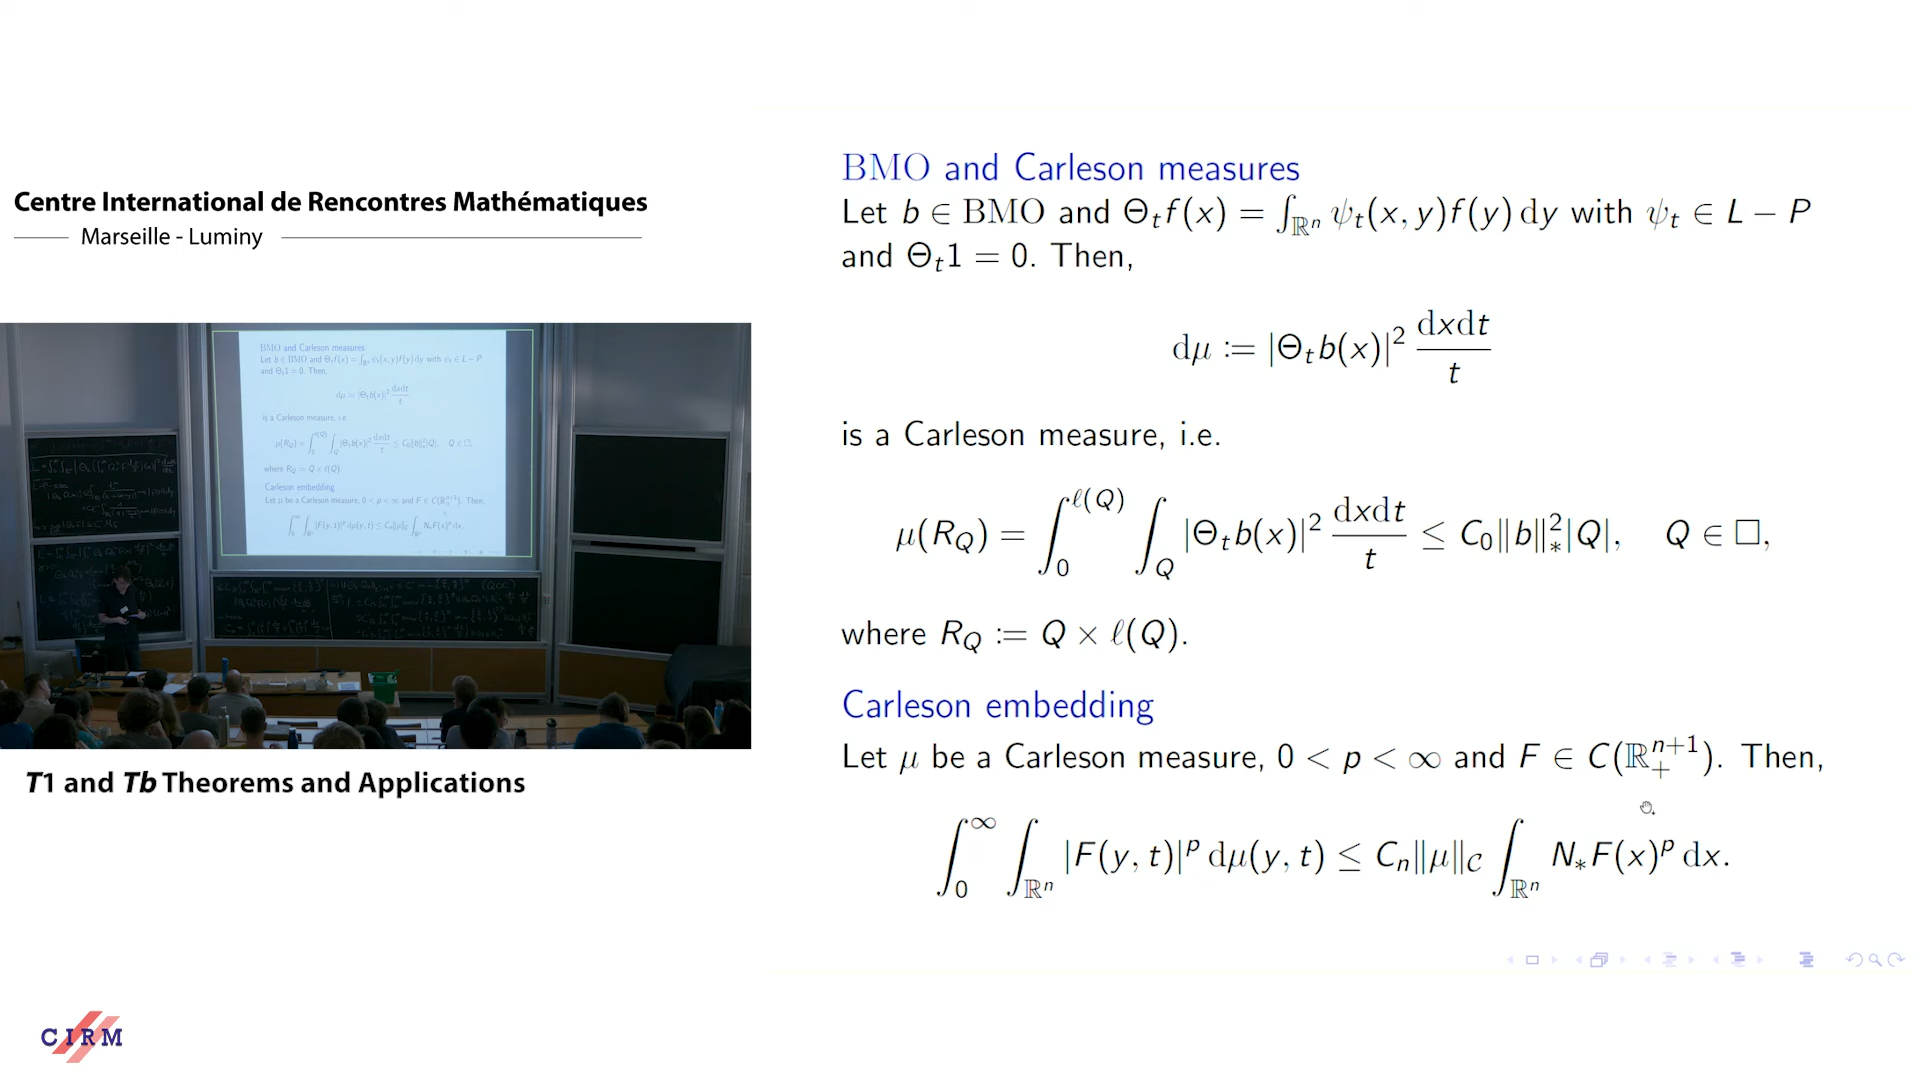 Centre International de Rencontres Mathématiques
Marseille - Luminy
BMO and Carleson measures
Let b ∈ BMO and Θ_t f(x) = ∫_{ℝⁿ} ψ_t(x, y)f(y) dy with ψ_t ∈ L − P
and Θ_t 1 = 0. Then,
dμ := |Θ_t b(x)|² dxdt/t
is a Carleson measure, i.e.
μ(R_Q) = ∫_0^{ℓ(Q)} ∫_Q |Θ_t b(x)|² dxdt/t ≤ C_0‖b‖_*²|Q|, Q ∈ □,
where R_Q := Q × ℓ(Q).
Carleson embedding
Let μ be a Carleson measure, 0 < p < ∞ and F ∈ C(ℝ_+^{n+1}). Then,
∫_0^∞ ∫_{ℝⁿ} |F(y, t)|^p dμ(y, t) ≤ C_n‖μ‖_𝒞 ∫_{ℝⁿ} N_*F(x)^p dx.
T1 and Tb Theorems and Applications
CIRM